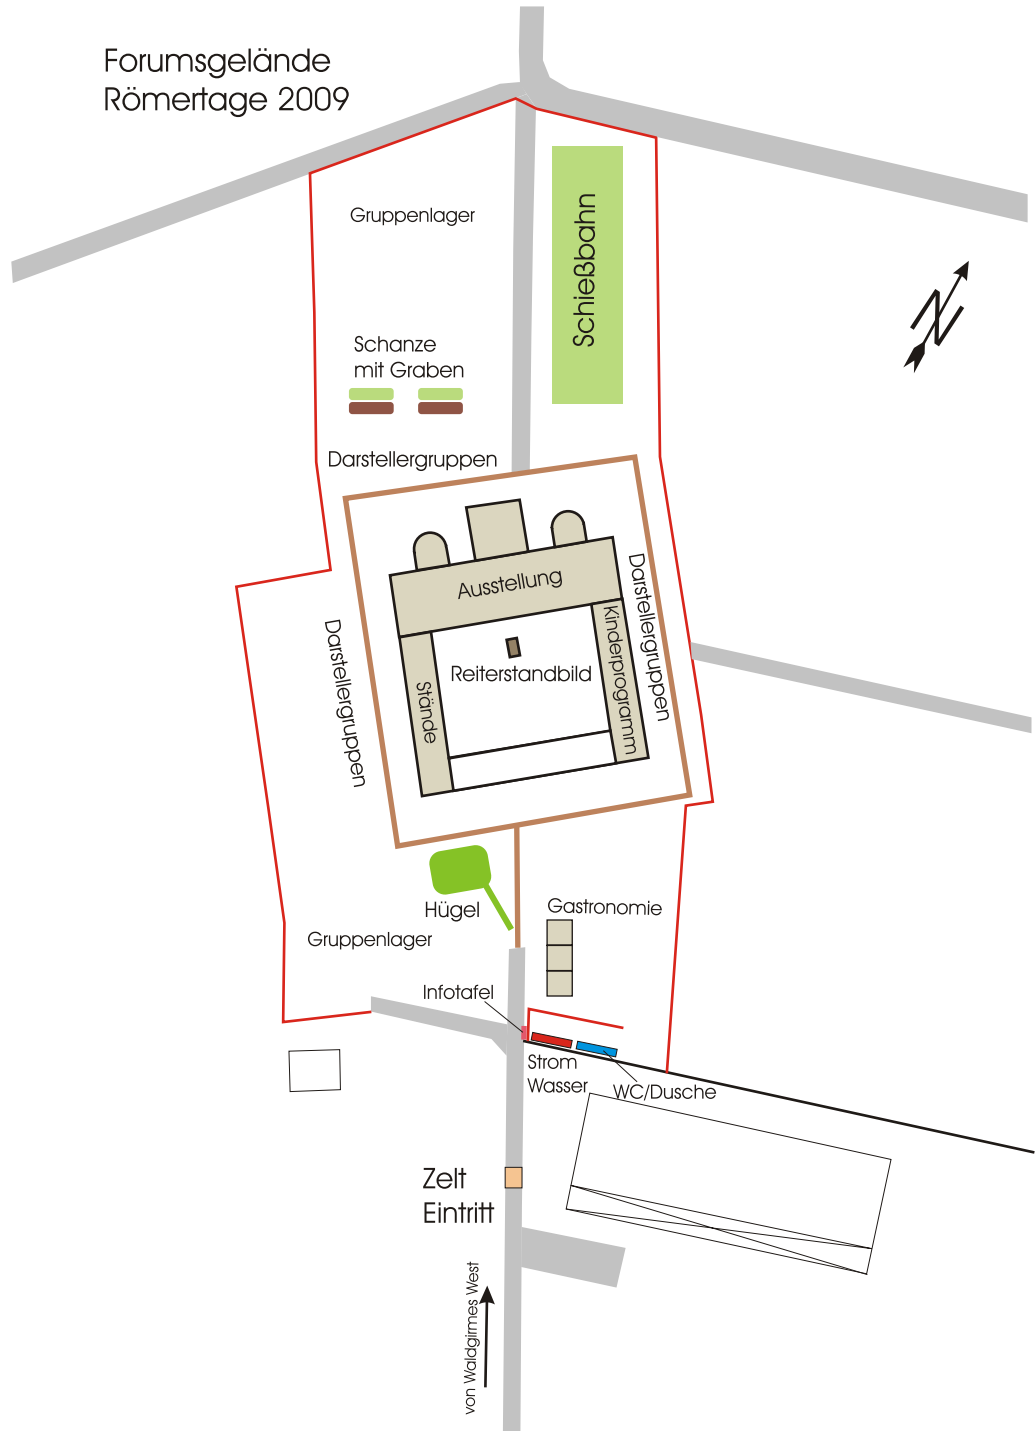 Forumsgelände
Römertage 2009
Gruppenlager
Schießbahn
N
Schanze
mit Graben
Darstellergruppen
Ausstellung
Darstellergruppen
Kinderprogramm
Darstellergruppen
Reiterstandbild
Stände
Hügel
Gastronomie
Gruppenlager
Infotafel
Strom
Wasser
WC/Dusche
Zelt
Eintritt
von Waldgirmes West